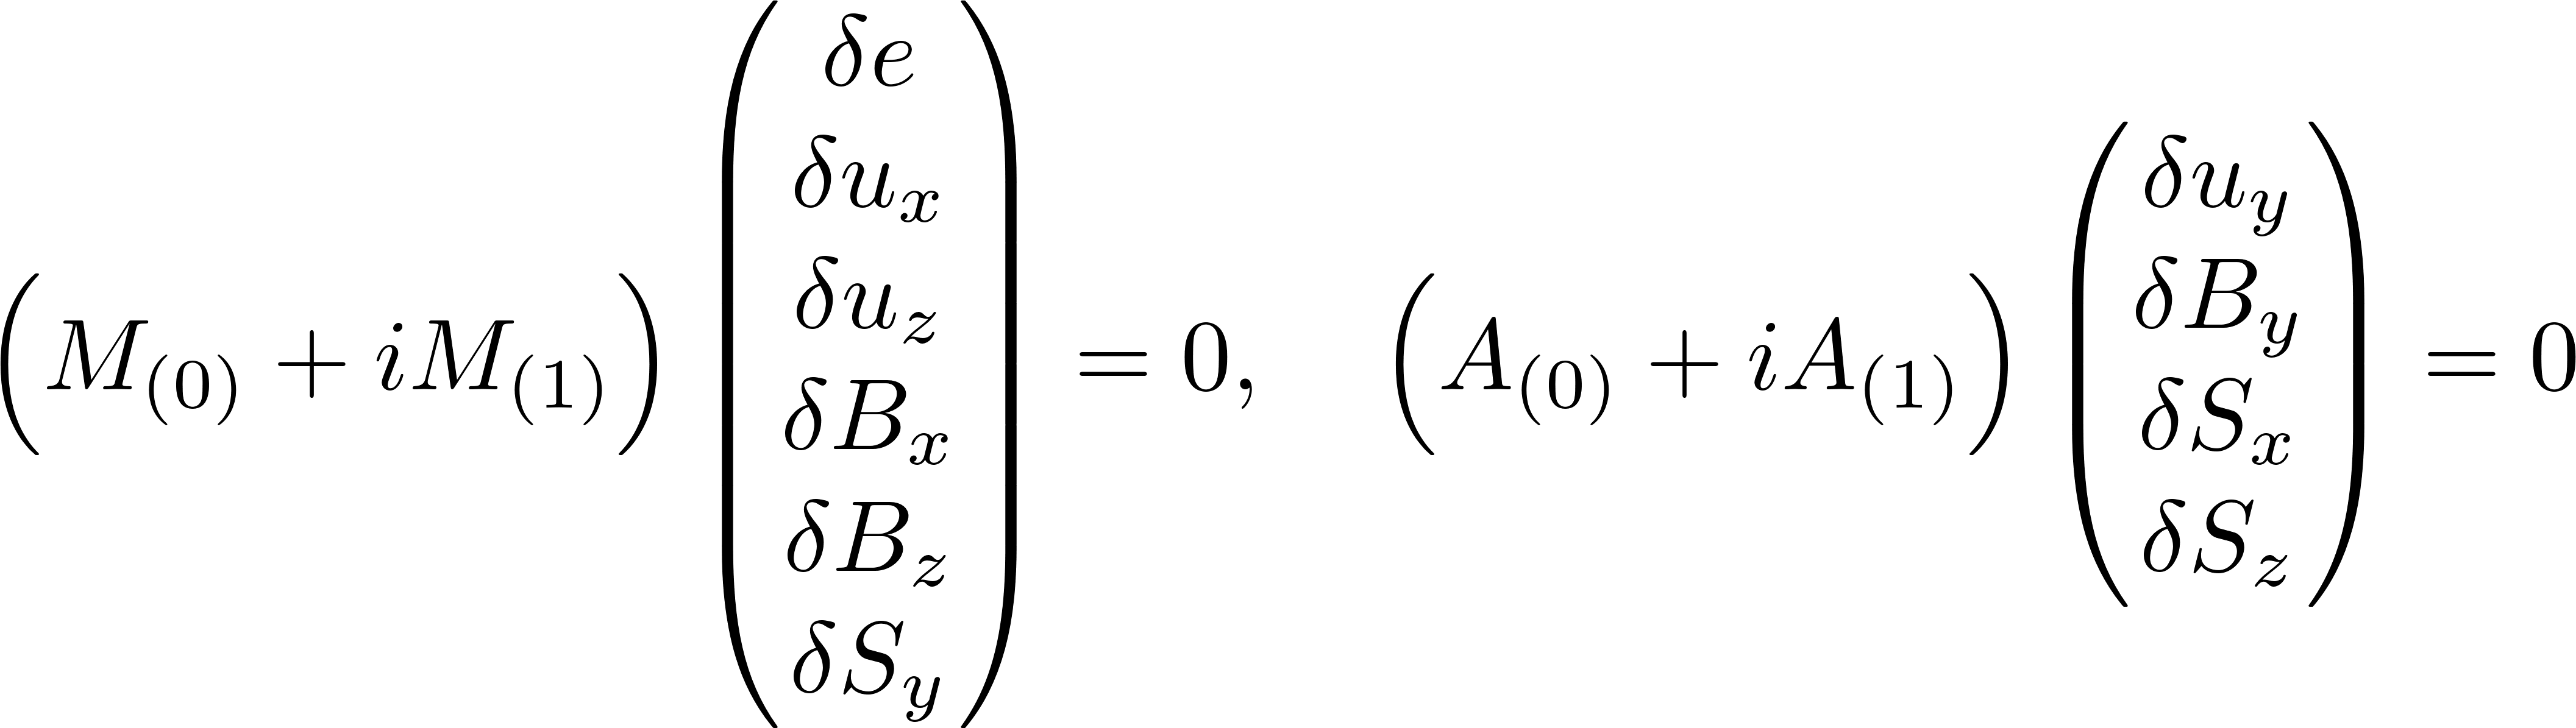 \left( M_{(0)} + i M_{(1)} \right) \begin{pmatrix} \delta e \\ \delta u_x \\ \delta u_z \\ \delta B_x \\ \delta B_z \\ \delta S_y \end{pmatrix} = 0, \quad \left( A_{(0)} + i A_{(1)} \right) \begin{pmatrix} \delta u_y \\ \delta B_y \\ \delta S_x \\ \delta S_z \end{pmatrix} = 0